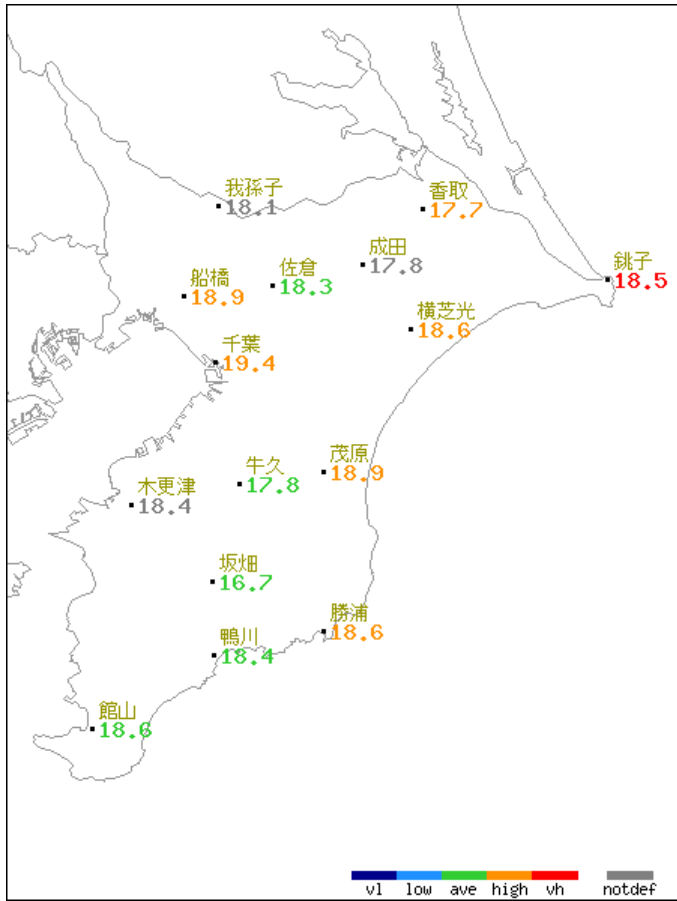 我孫子
18.1
香取
17.7
成田
17.8
船橋
18.9
佐倉
18.3
銚子
18.5
横芝光
18.6
千葉
19.4
茂原
18.9
牛久
17.8
木更津
18.4
坂畑
16.7
勝浦
18.6
鴨川
18.4
館山
18.6
vl low ave high vh notdef